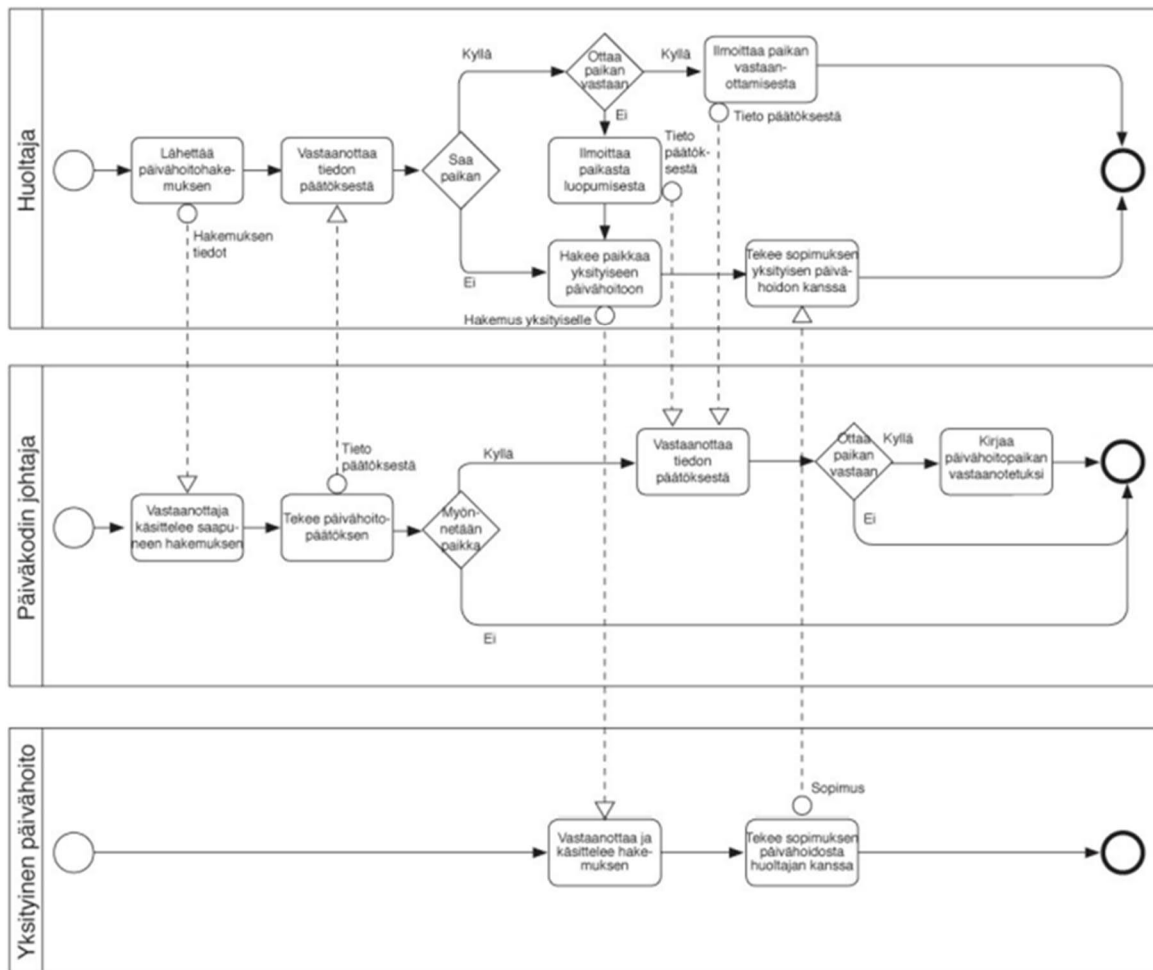 Huoltaja
Kyllä
Ottaa
paikan
vastaan
Kyllä
Ilmoittaa paikan
vastaan-
ottamisesta
Ei
Tieto
päätök-
sestä
Tieto päätöksestä
Lähettää
päivähoitohake-
muksen
Vastaanottaa
tiedon
päätöksestä
Saa
paikan
Ilmoittaa
paikasta
luopumisesta
Hakemuksen
tiedot
Ei
Hakee paikkaa
yksityiseen
päivähoitoon
Tekee sopimuksen
yksityisen päivä-
hoidon kanssa
Hakemus yksityiselle
Päiväkodin johtaja
Tieto
päätöksestä
Kyllä
Vastaanottaa
tiedon
päätöksestä
Ottaa
paikan
vastaan
Kyllä
Kirjaa
päivähoitopaikan
vastaanotetuksi
Vastaanottaja
käsittelee saapu-
neen hakemuksen
Tekee päivähoito-
päätöksen
Myön-
netään
paikka
Ei
Ei
Yksityinen päivähoito
Sopimus
Vastaanottaa ja
käsittelee hake-
muksen
Tekee sopimuksen
päivähoidosta
huoltajan kanssa